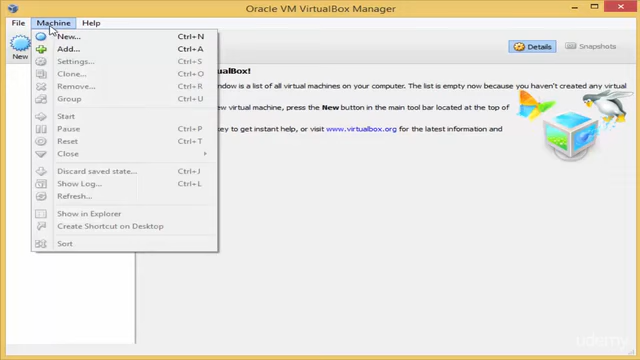 Oracle VM VirtualBox Manager
File Machine Help
New
New... Ctrl+N
Add... Ctrl+A
Settings... Ctrl+S
Clone... Ctrl+O
Remove... Ctrl+R
Group Ctrl+U
Start
Pause Ctrl+P
Reset Ctrl+T
Close
Discard saved state... Ctrl+J
Show Log... Ctrl+L
Refresh...
Show in Explorer
Create Shortcut on Desktop
Sort
Details Snapshots
ualBox!
ndow is a list of all virtual machines on your computer. The list is empty now because you haven't created any virtual
ew virtual machine, press the New button in the main tool bar located at the top of
key to get instant help, or visit www.virtualbox.org for the latest information and
udemy